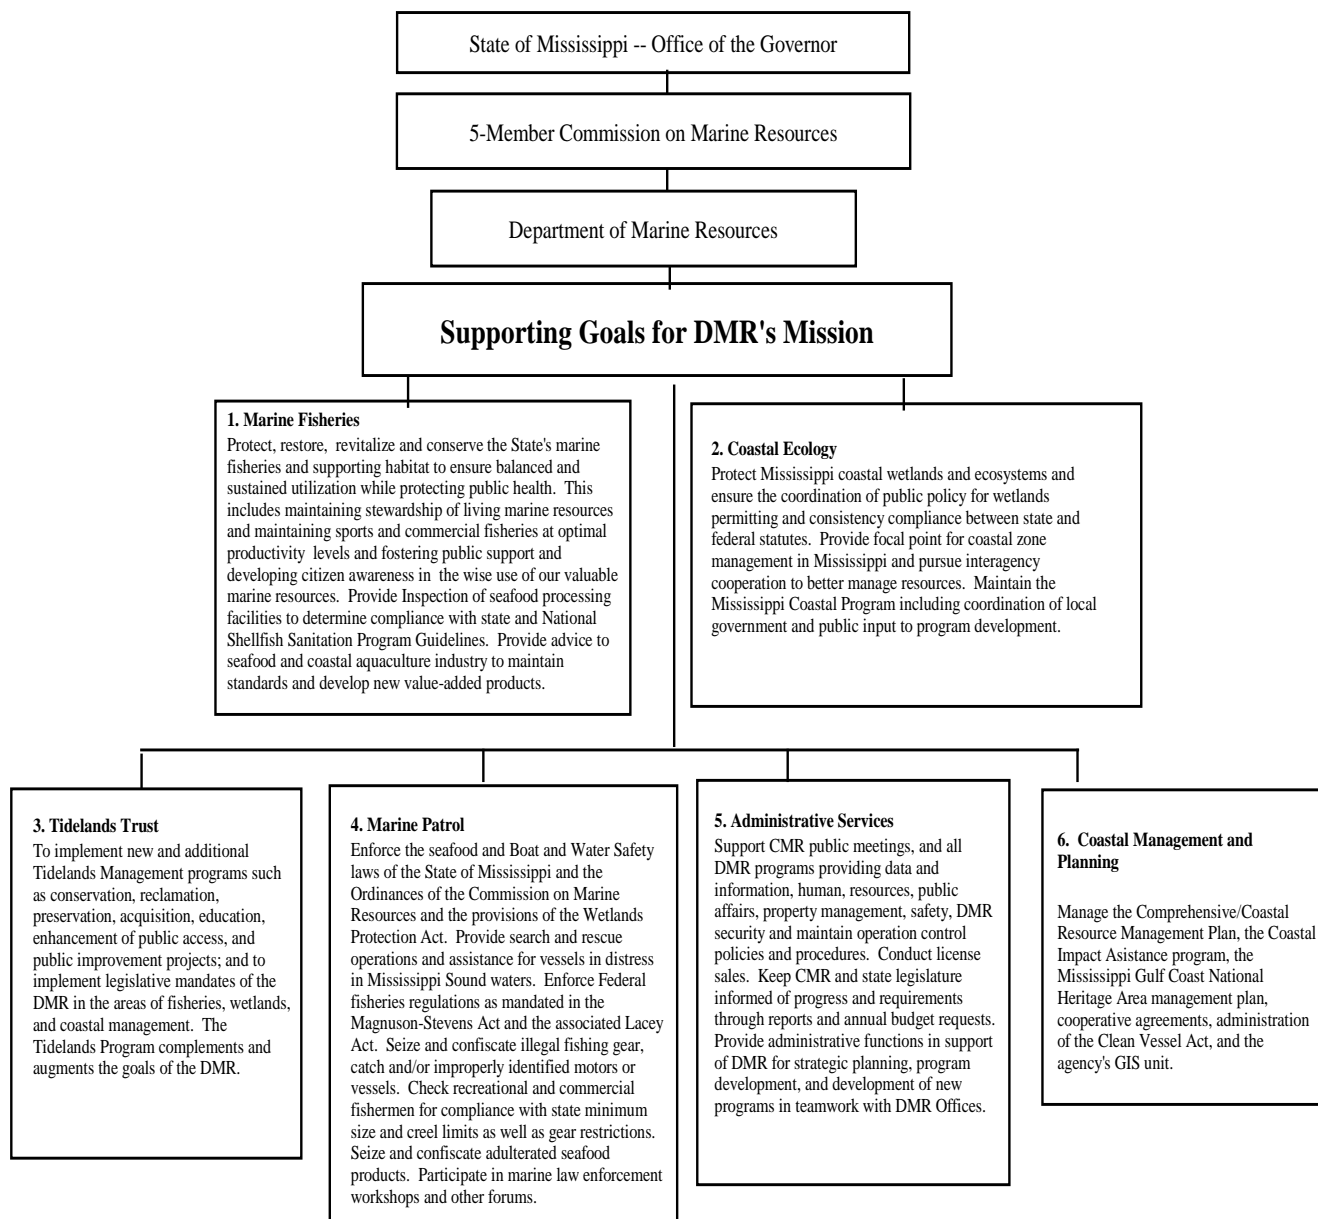 State of Mississippi -- Office of the Governor
5-Member Commission on Marine Resources
Department of Marine Resources
Supporting Goals for DMR's Mission
1. Marine Fisheries
Protect, restore, revitalize and conserve the State's marine
fisheries and supporting habitat to ensure balanced and
sustained utilization while protecting public health. This
includes maintaining stewardship of living marine resources
and maintaining sports and commercial fisheries at optimal
productivity levels and fostering public support and
developing citizen awareness in the wise use of our valuable
marine resources. Provide Inspection of seafood processing
facilities to determine compliance with state and National
Shellfish Sanitation Program Guidelines. Provide advice to
seafood and coastal aquaculture industry to maintain
standards and develop new value-added products.
2. Coastal Ecology
Protect Mississippi coastal wetlands and ecosystems and
ensure the coordination of public policy for wetlands
permitting and consistency compliance between state and
federal statutes. Provide focal point for coastal zone
management in Mississippi and pursue interagency
cooperation to better manage resources. Maintain the
Mississippi Coastal Program including coordination of local
government and public input to program development.
3. Tidelands Trust
To implement new and additional
Tidelands Management programs such
as conservation, reclamation,
preservation, acquisition, education,
enhancement of public access, and
public improvement projects; and to
implement legislative mandates of the
DMR in the areas of fisheries, wetlands,
and coastal management. The
Tidelands Program complements and
augments the goals of the DMR.
4. Marine Patrol
Enforce the seafood and Boat and Water Safety
laws of the State of Mississippi and the
Ordinances of the Commission on Marine
Resources and the provisions of the Wetlands
Protection Act. Provide search and rescue
operations and assistance for vessels in distress
in Mississippi Sound waters. Enforce Federal
fisheries regulations as mandated in the
Magnuson-Stevens Act and the associated Lacey
Act. Seize and confiscate illegal fishing gear,
catch and/or improperly identified motors or
vessels. Check recreational and commercial
fishermen for compliance with state minimum
size and creel limits as well as gear restrictions.
Seize and confiscate adulterated seafood
products. Participate in marine law enforcement
workshops and other forums.
5. Administrative Services
Support CMR public meetings, and all
DMR programs providing data and
information, human, resources, public
affairs, property management, safety, DMR
security and maintain operation control
policies and procedures. Conduct license
sales. Keep CMR and state legislature
informed of progress and requirements
through reports and annual budget requests.
Provide administrative functions in support
of DMR for strategic planning, program
development, and development of new
programs in teamwork with DMR Offices.
6. Coastal Management and
Planning
Manage the Comprehensive/Coastal
Resource Management Plan, the Coastal
Impact Asistance program, the
Mississippi Gulf Coast National
Heritage Area management plan,
cooperative agreements, administration
of the Clean Vessel Act, and the
agency's GIS unit.